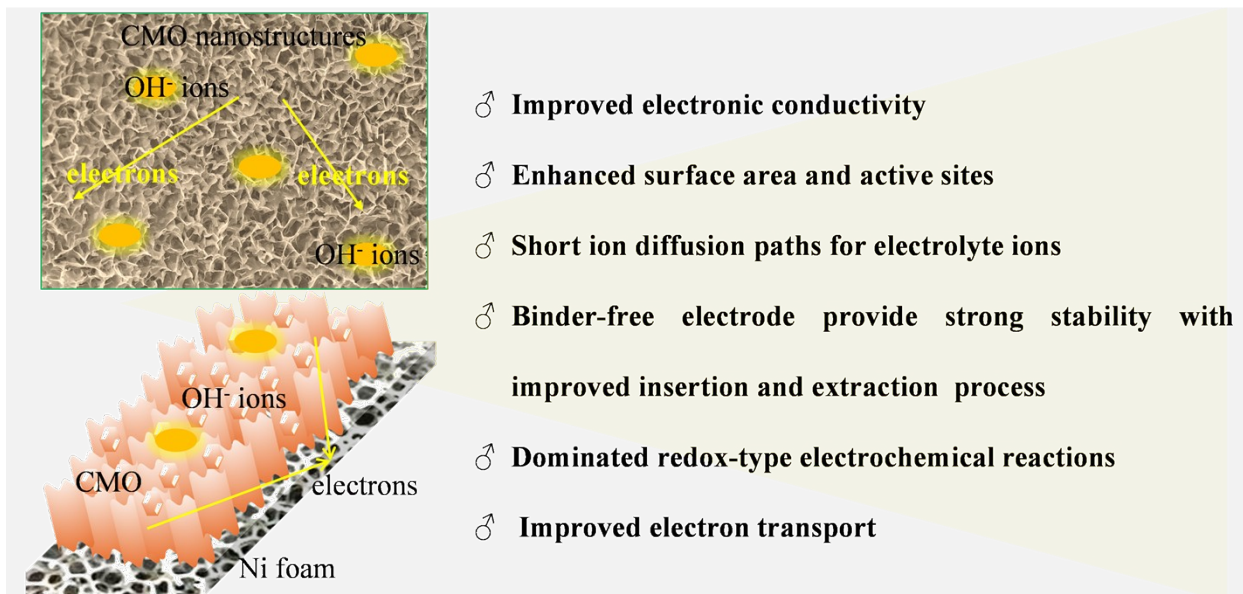 CMO nanostructures
OH⁻ ions
electrons
electrons
OH⁻ ions
OH⁻ ions
CMO
electrons
Ni foam
♂ Improved electronic conductivity
♂ Enhanced surface area and active sites
♂ Short ion diffusion paths for electrolyte ions
♂ Binder-free electrode provide strong stability with
improved insertion and extraction process
♂ Dominated redox-type electrochemical reactions
♂ Improved electron transport